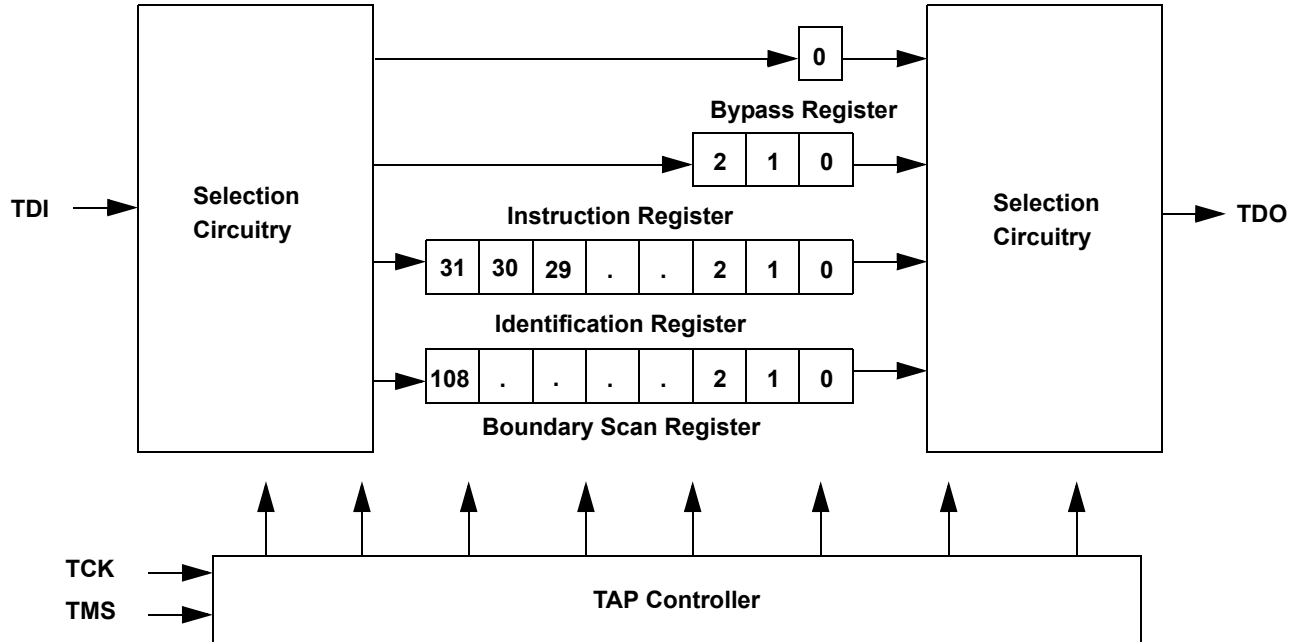 0
Bypass Register
2 1 0
TDI
Selection
Circuitry
Selection
Circuitry
TDO
Instruction Register
31 30 29 . . 2 1 0
Identification Register
108 . . . . 2 1 0
Boundary Scan Register
TCK
TMS
TAP Controller